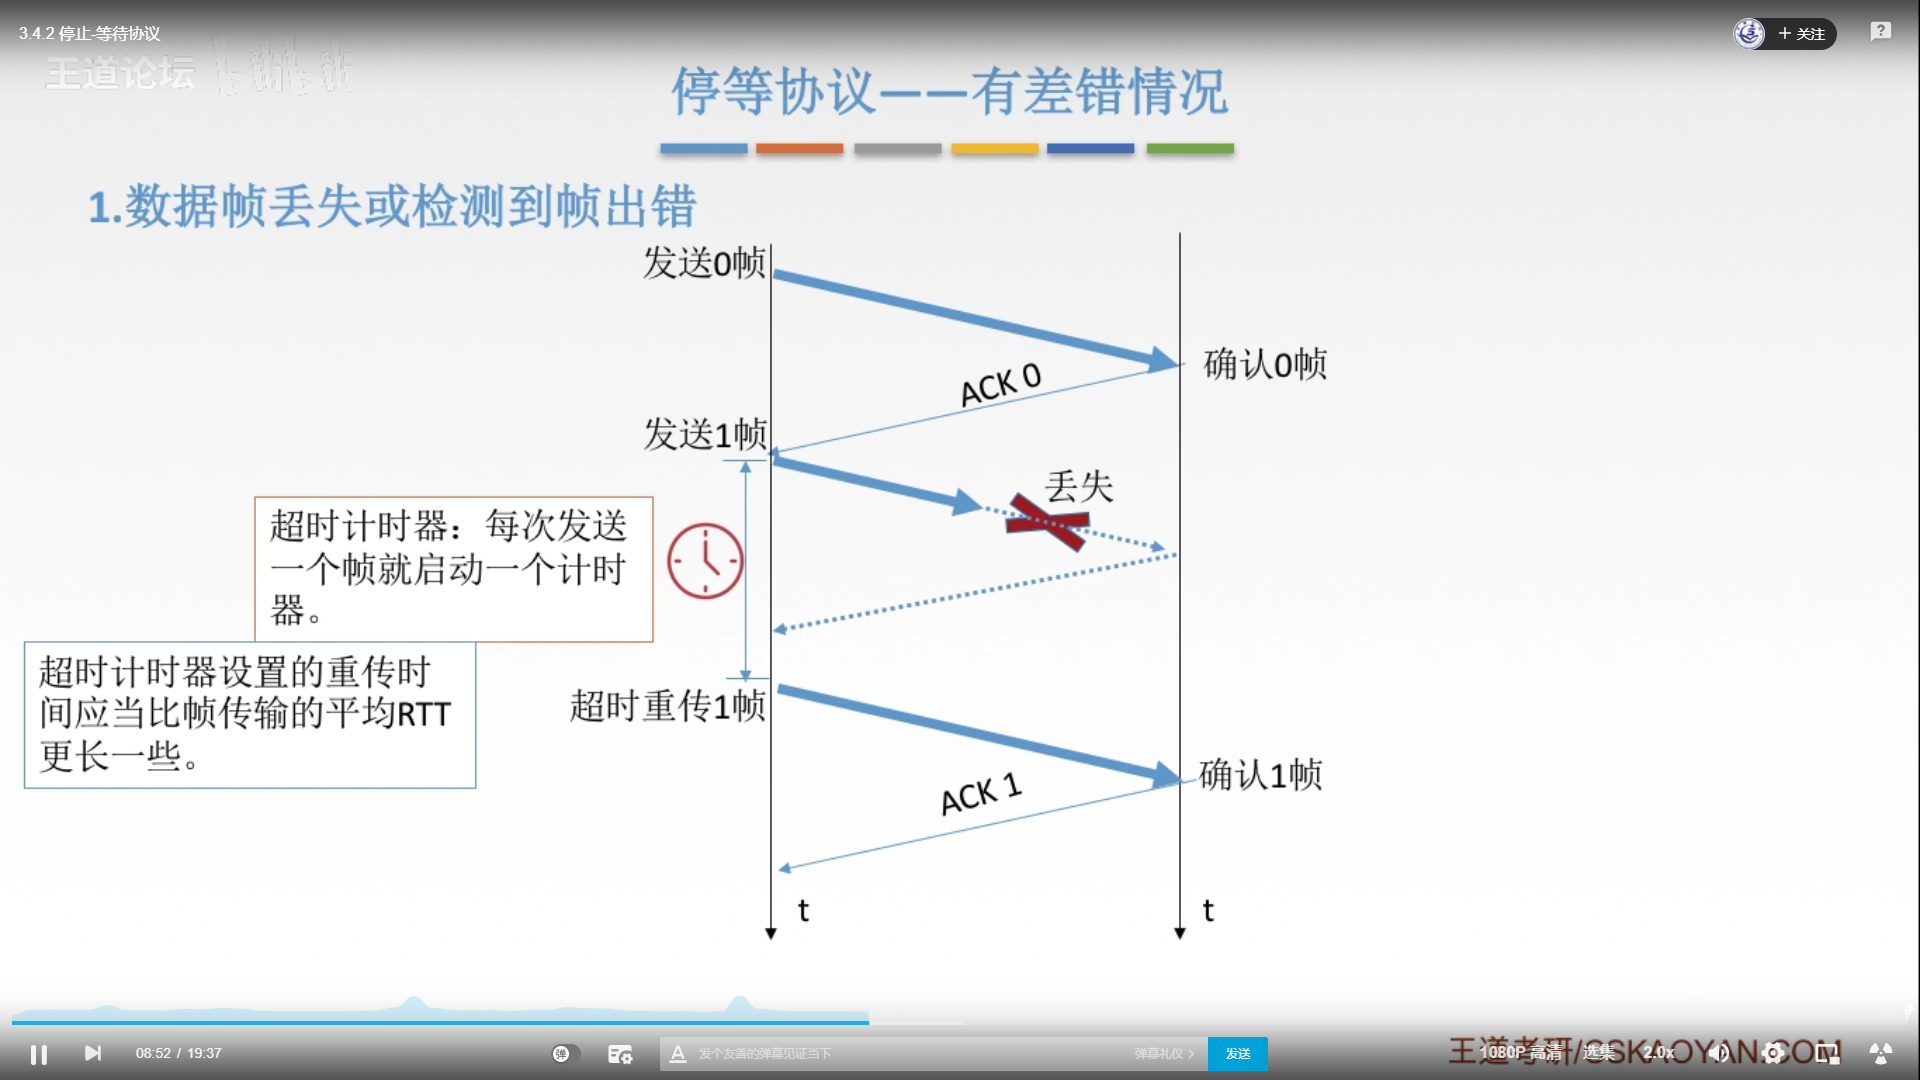 3.4.2 停止-等待协议
+ 关注
王道论坛 bilibili
停等协议——有差错情况
1.数据帧丢失或检测到帧出错
发送0帧
确认0帧
ACK 0
发送1帧
丢失
超时计时器：每次发送
一个帧就启动一个计时
器。
超时计时器设置的重传时
间应当比帧传输的平均RTT
更长一些。
超时重传1帧
确认1帧
ACK 1
t
t
08:52 / 19:37
弹
发个友善的弹幕见证当下
弹幕礼仪 >
发送
王道考研/CSKAOYAN.COM
1080P 高清
选集
2.0x